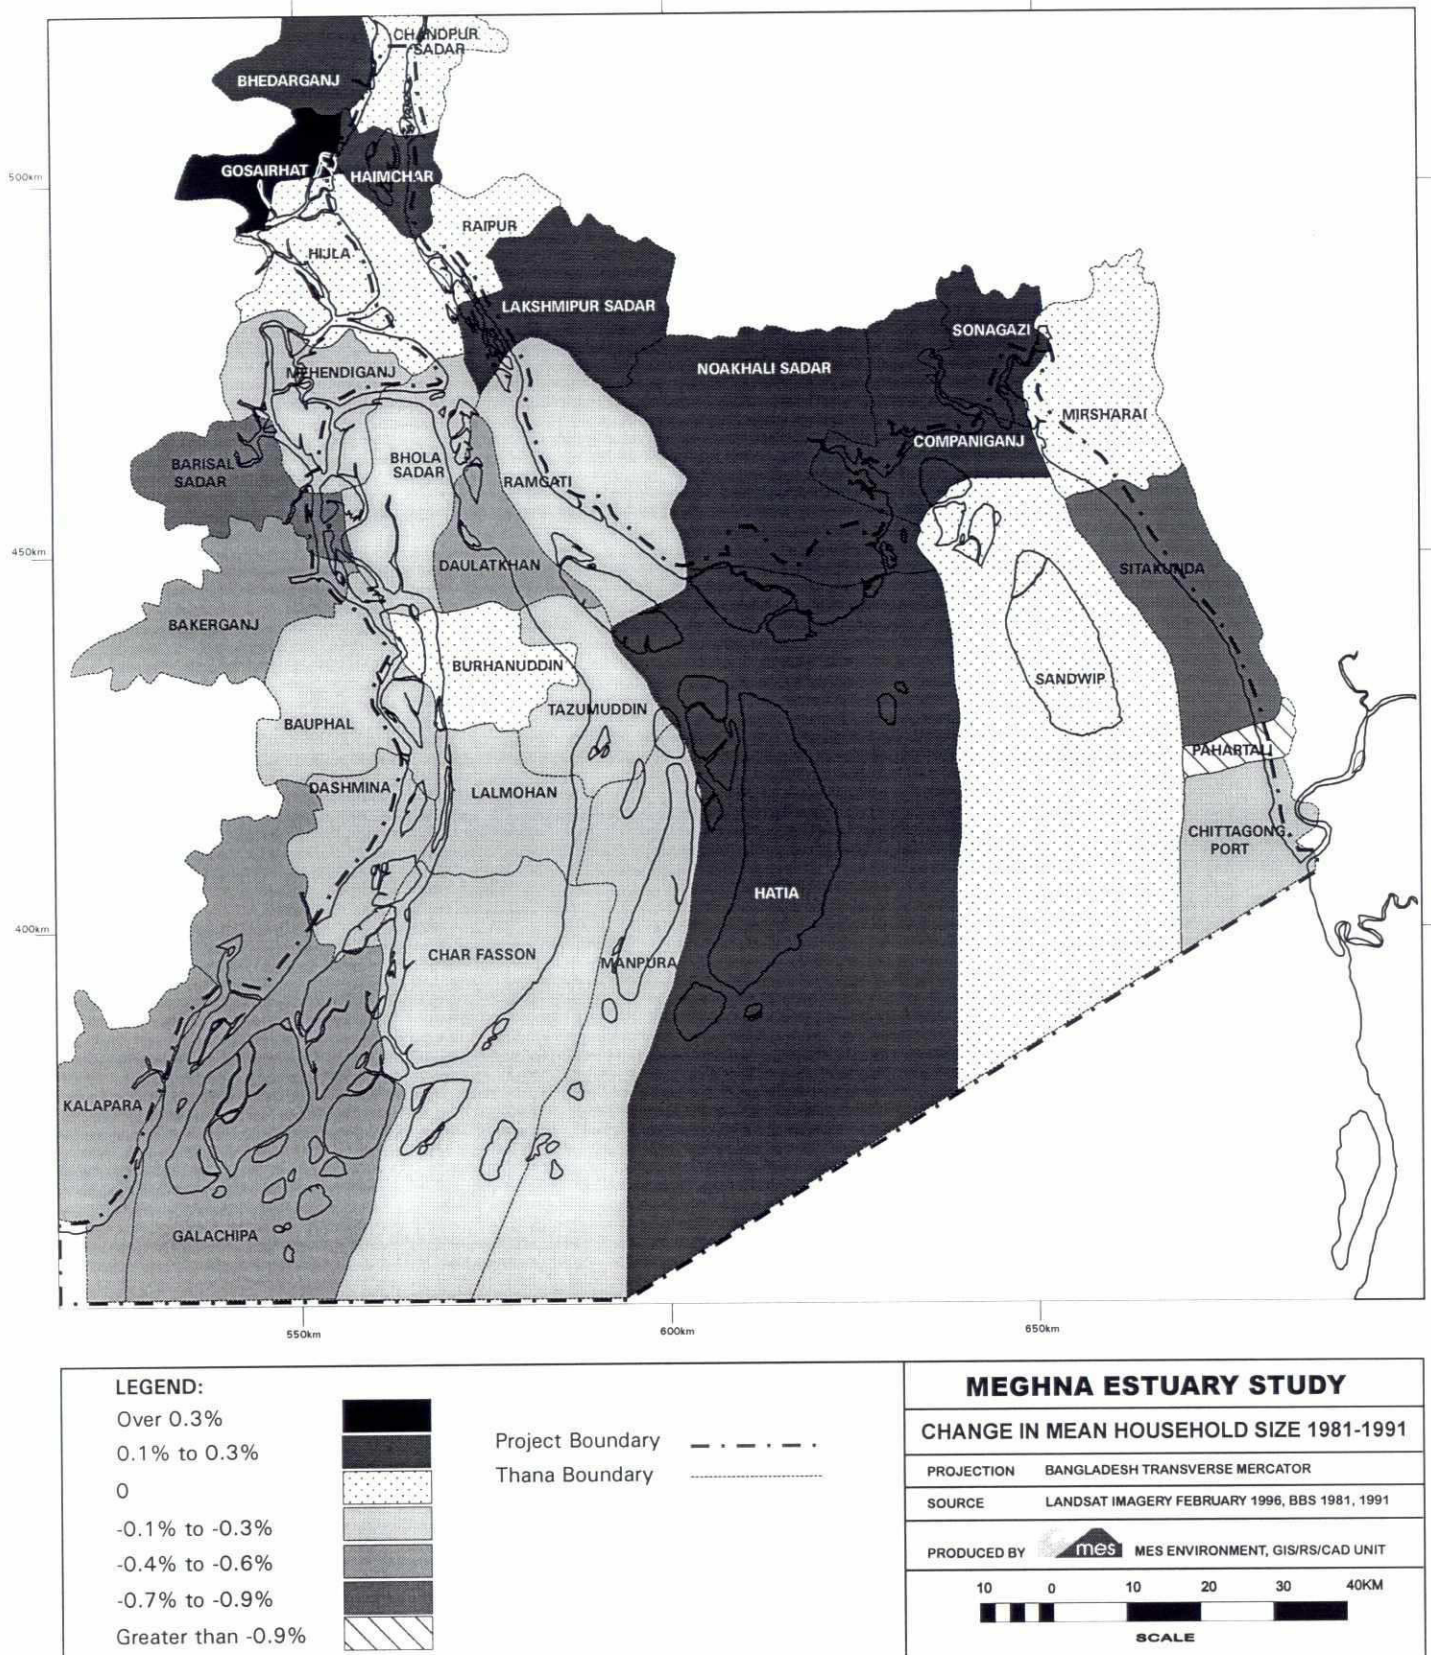 CHANDPUR
SADAR
BHEDARGANJ
500km
GOSAIRHAT
HAIMCHAR
RAIPUR
HIJLA
LAKSHMIPUR SADAR
SONAGAZI
MEHENDIGANJ
NOAKHALI SADAR
MIRSHARAI
COMPANIGANJ
BARISAL
SADAR
BHOLA
SADAR
RAMGATI
450km
DAULATKHAN
SITAKUNDA
BAKERGANJ
BURHANUDDIN
SANDWIP
BAUPHAL
TAZUMUDDIN
PAHARTALI
DASHMINA
LALMOHAN
CHITTAGONG
PORT
HATIA
400km
CHAR FASSON
MANPURA
KALAPARA
GALACHIPA
550km
600km
650km
LEGEND:
Over 0.3%
0.1% to 0.3%
0
-0.1% to -0.3%
-0.4% to -0.6%
-0.7% to -0.9%
Greater than -0.9%
Project Boundary
Thana Boundary
MEGHNA ESTUARY STUDY
CHANGE IN MEAN HOUSEHOLD SIZE 1981-1991
PROJECTION BANGLADESH TRANSVERSE MERCATOR
SOURCE LANDSAT IMAGERY FEBRUARY 1996, BBS 1981, 1991
PRODUCED BY mes MES ENVIRONMENT, GIS/RS/CAD UNIT
10 0 10 20 30 40KM
SCALE